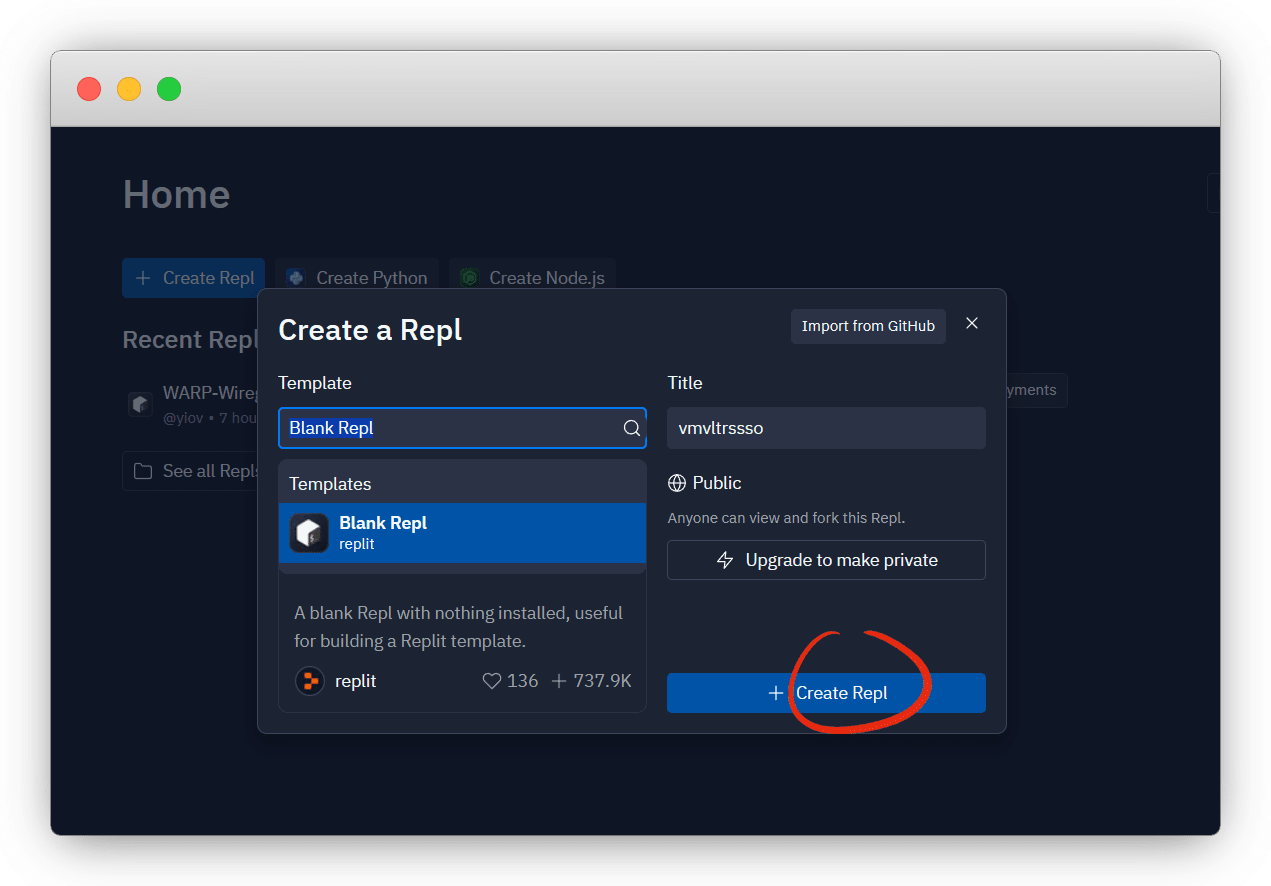 Home
Create Repl
Create Python
Create Node.js
Recent Repl
WARP-Wireg
@yiov • 7 hou
See all Repls
yments
Create a Repl
Import from GitHub
Template
Blank Repl
Templates
Blank Repl
replit
A blank Repl with nothing installed, useful
for building a Replit template.
replit
136
737.9K
Title
vmvltrssso
Public
Anyone can view and fork this Repl.
Upgrade to make private
Create Repl